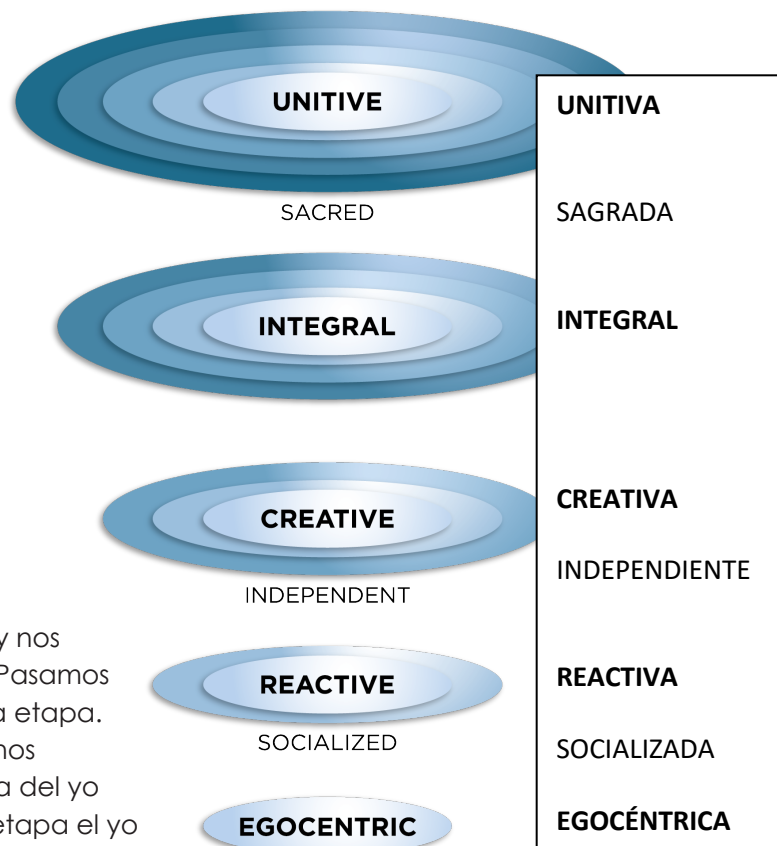 UNITIVE
SACRED
INTEGRAL
CREATIVE
INDEPENDENT
REACTIVE
SOCIALIZED
EGOCENTRIC
UNITIVA
SAGRADA
INTEGRAL
CREATIVA
INDEPENDIENTE
REACTIVA
SOCIALIZADA
EGOCÉNTRICA
y nos
Pasamos
a etapa.
nos
a del yo
etapa el yo